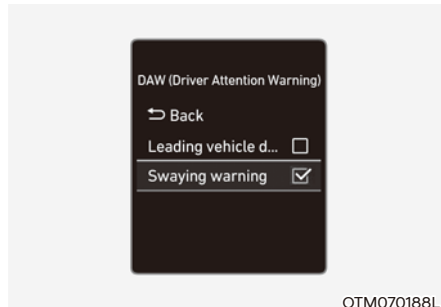 DAW (Driver Attention Warning)
Back
Leading vehicle d...
Swaying warning
OTM070188L